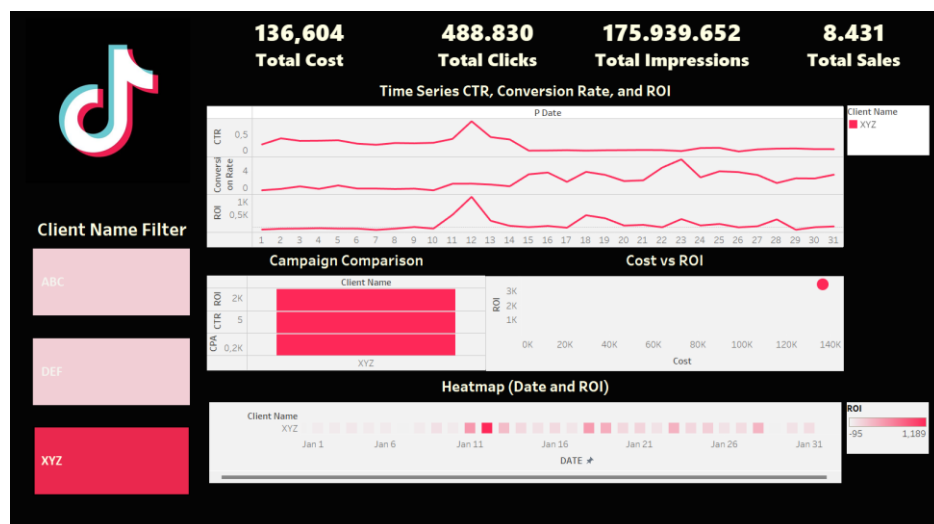 136,604 488.830 175.939.652 8.431
Total Cost Total Clicks Total Impressions Total Sales
Time Series CTR, Conversion Rate, and ROI
P Date
Client Name
XYZ
CTR
0,5
0
Conversi
on Rate
4
0
ROI
1K
0,5K
1 2 3 4 5 6 7 8 9 10 11 12 13 14 15 16 17 18 19 20 21 22 23 24 25 26 27 28 29 30 31
Client Name Filter
ABC
DEF
XYZ
Campaign Comparison
Client Name
ROI
2K
CTR
5
CPA
0,2K
XYZ
Cost vs ROI
ROI
3K
2K
1K
0K 20K 40K 60K 80K 100K 120K 140K
Cost
Heatmap (Date and ROI)
Client Name
XYZ
Jan 1 Jan 6 Jan 11 Jan 16 Jan 21 Jan 26 Jan 31
DATE
ROI
-95 1,189